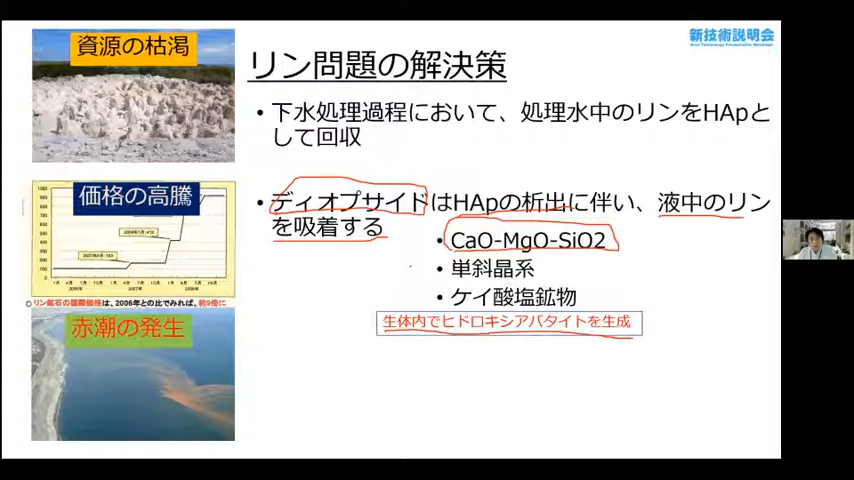 資源の枯渇
新技術説明会
リン問題の解決策
• 下水処理過程において、処理水中のリンをHApと
して回収
価格の高騰
• ディオプサイドはHApの析出に伴い、液中のリン
を吸着する
• CaO-MgO-SiO2
• 単斜晶系
• ケイ酸塩鉱物
リン鉱石の国際価格は、2006年との比でみれば、約9倍に
赤潮の発生
生体内でヒドロキシアパタイトを生成